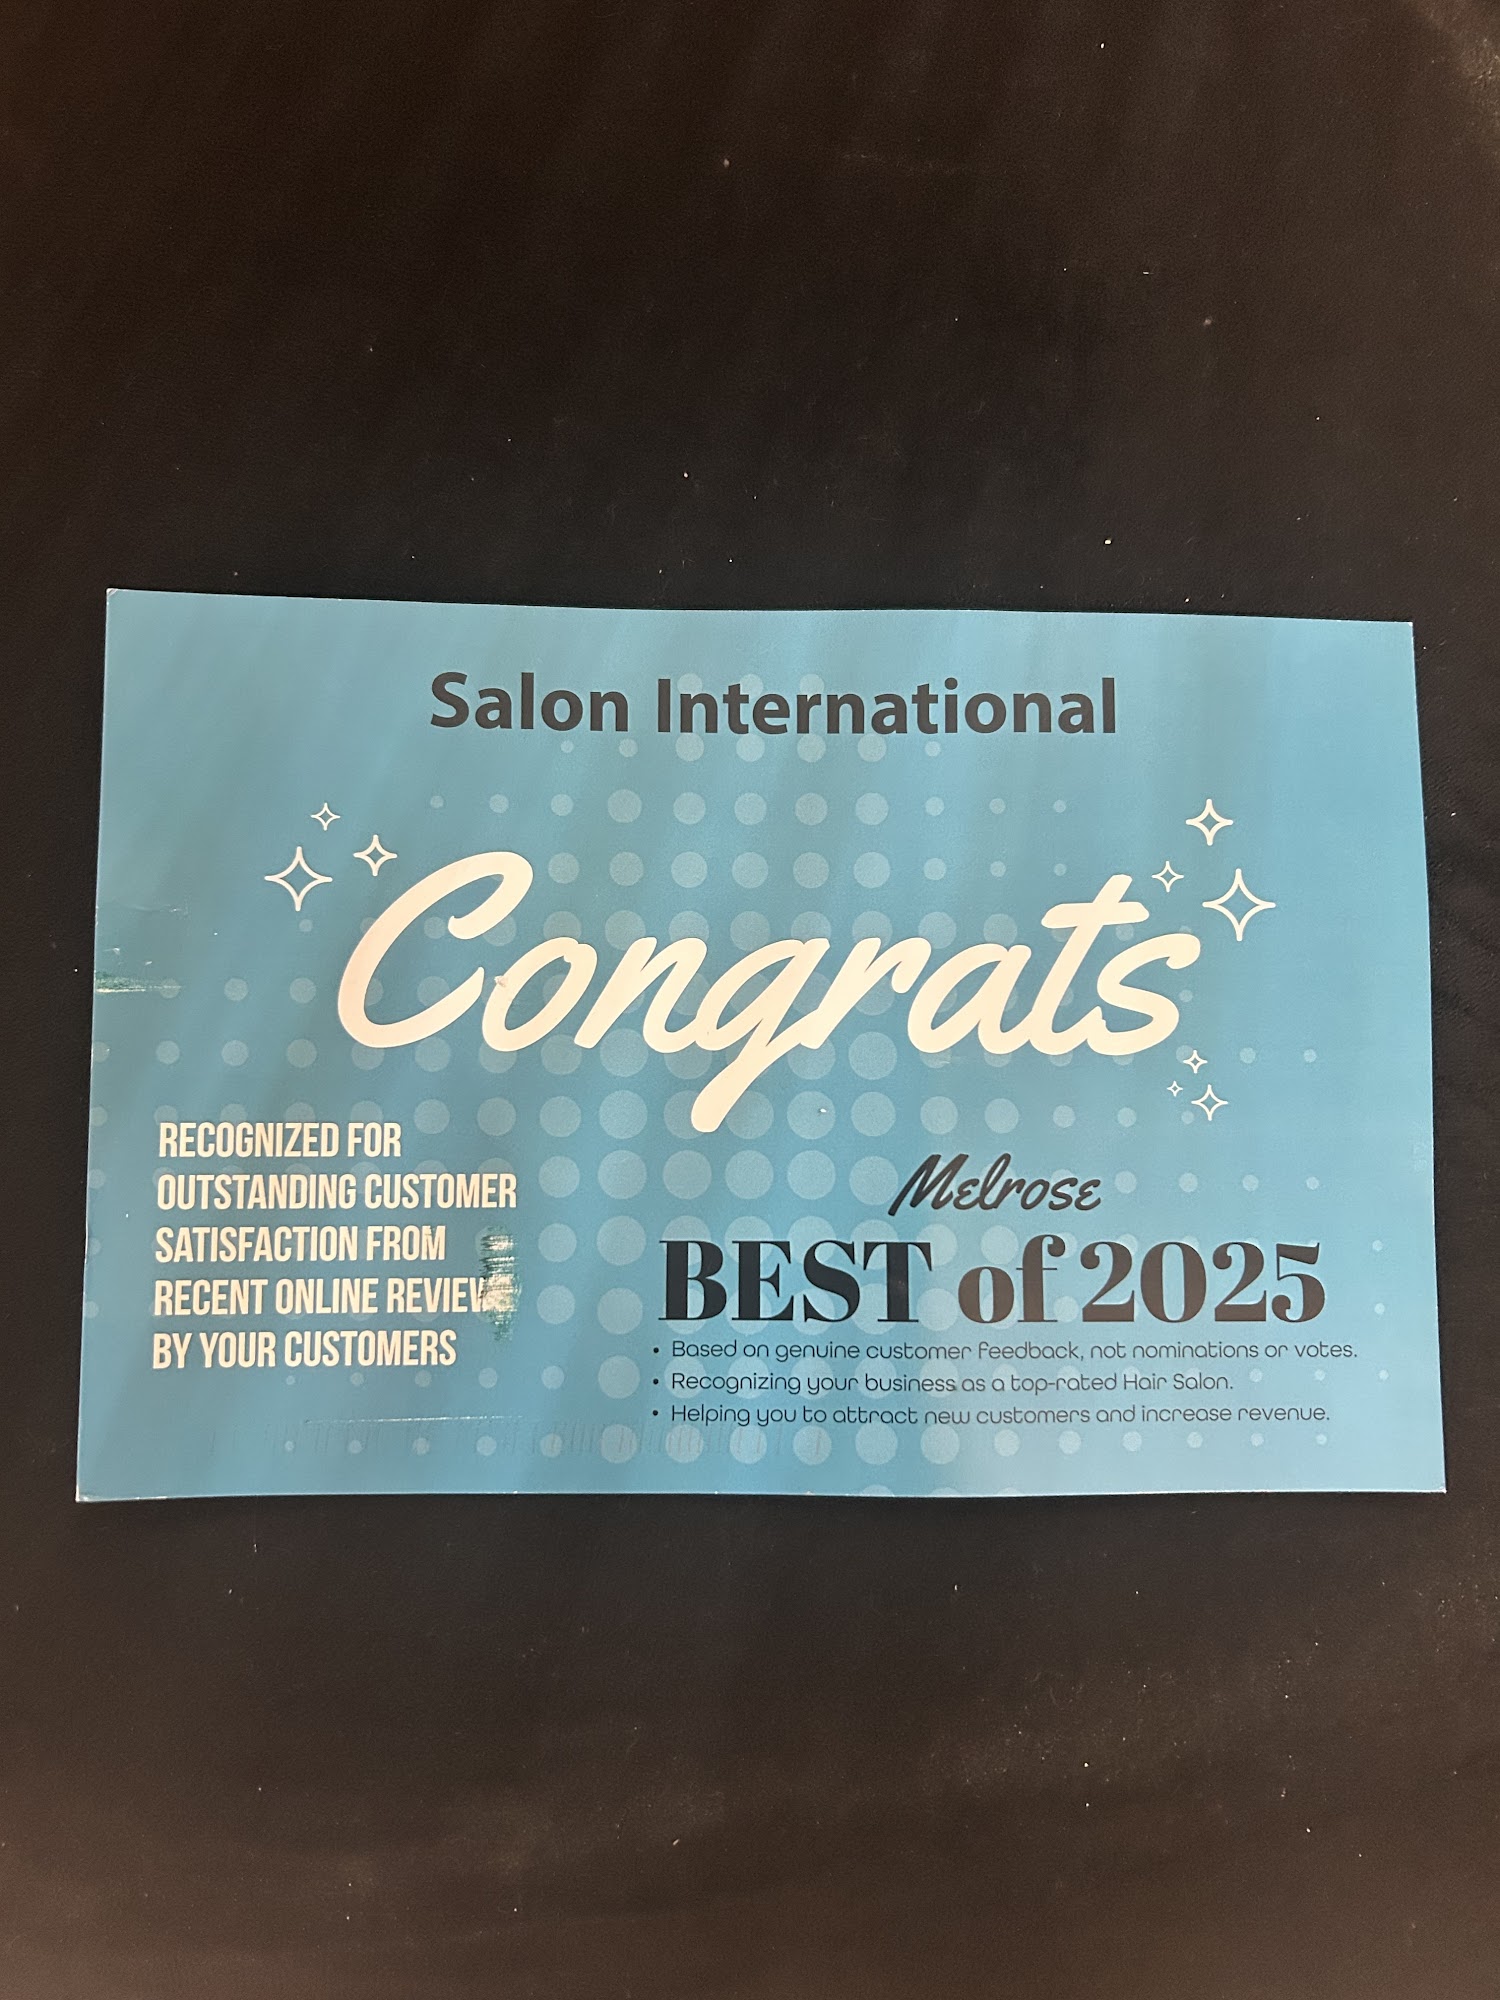 Salon International
Congrats
RECOGNIZED FOR
OUTSTANDING CUSTOMER
SATISFACTION FROM
RECENT ONLINE
BY YOUR CUSTOMERS
Melrose
BEST of 2025
• Based on genuine customer feedback, not nominations or votes.
• Recognizing your business as a top-rated Hair Salon.
• Helping you to attract new customers and increase revenue.